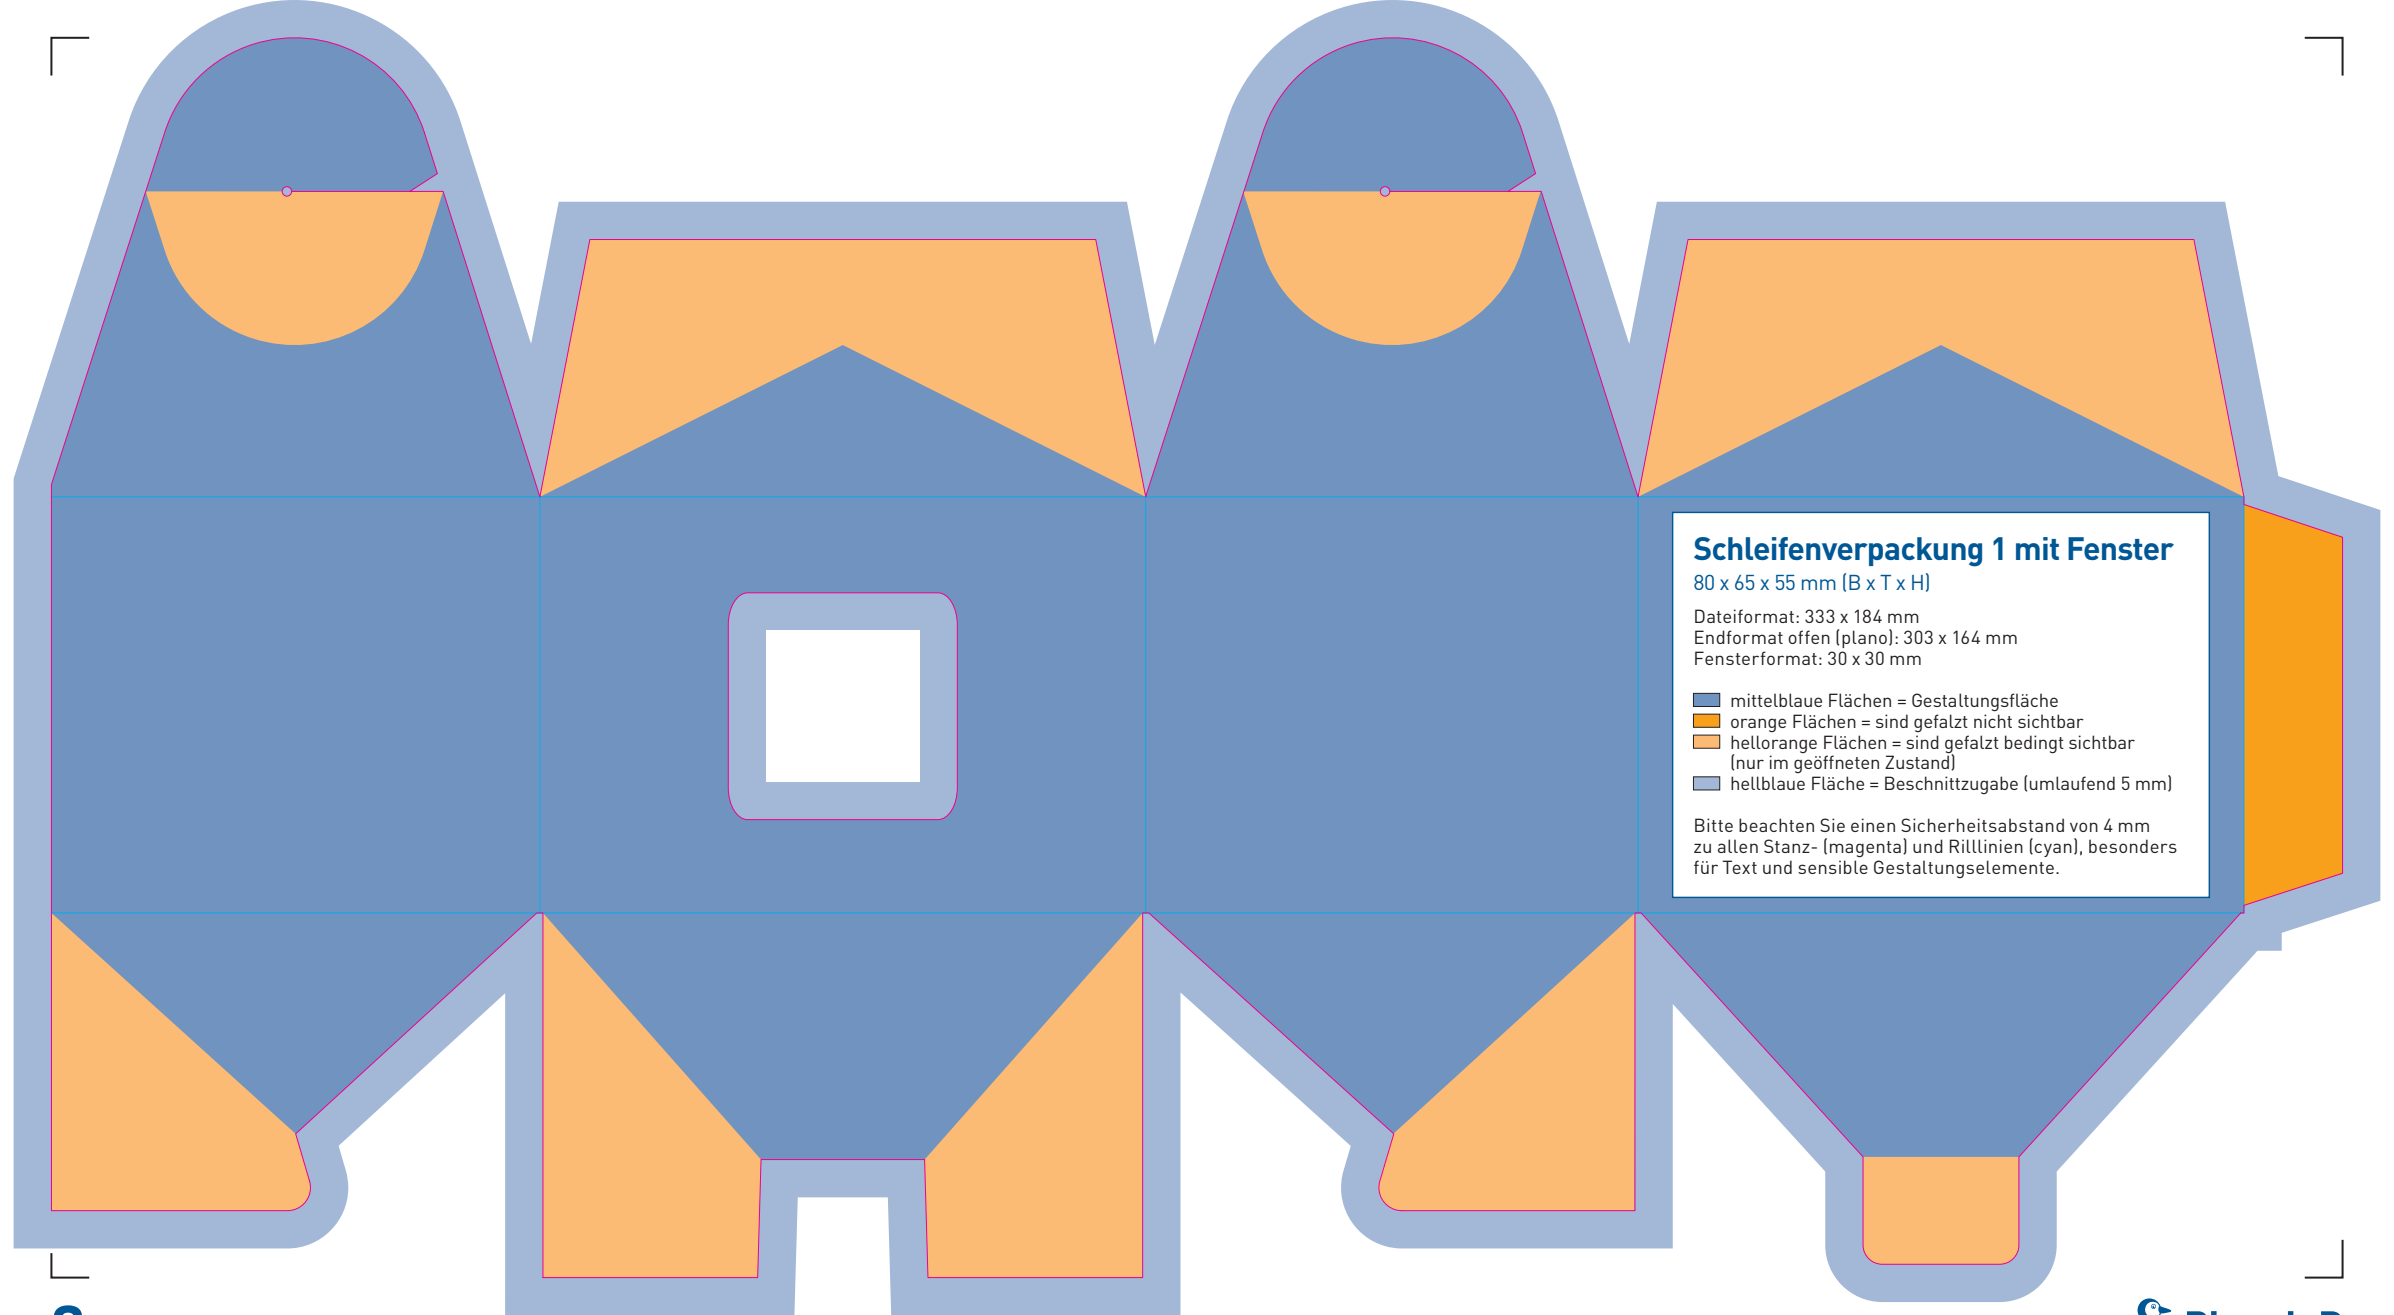 Schleifenverpackung 1 mit Fenster
80 x 65 x 55 mm (B x T x H)
Dateiformat: 333 x 184 mm
Endformat offen (plano): 303 x 164 mm
Fensterformat: 30 x 30 mm
mittelblaue Flächen = Gestaltungsfläche
orange Flächen = sind gefalzt nicht sichtbar
hellorange Flächen = sind gefalzt bedingt sichtbar
(nur im geöffneten Zustand)
hellblaue Fläche = Beschnittzugabe (umlaufend 5 mm)
Bitte beachten Sie einen Sicherheitsabstand von 4 mm
zu allen Stanz- (magenta) und Rilllinien (cyan), besonders
für Text und sensible Gestaltungselemente.